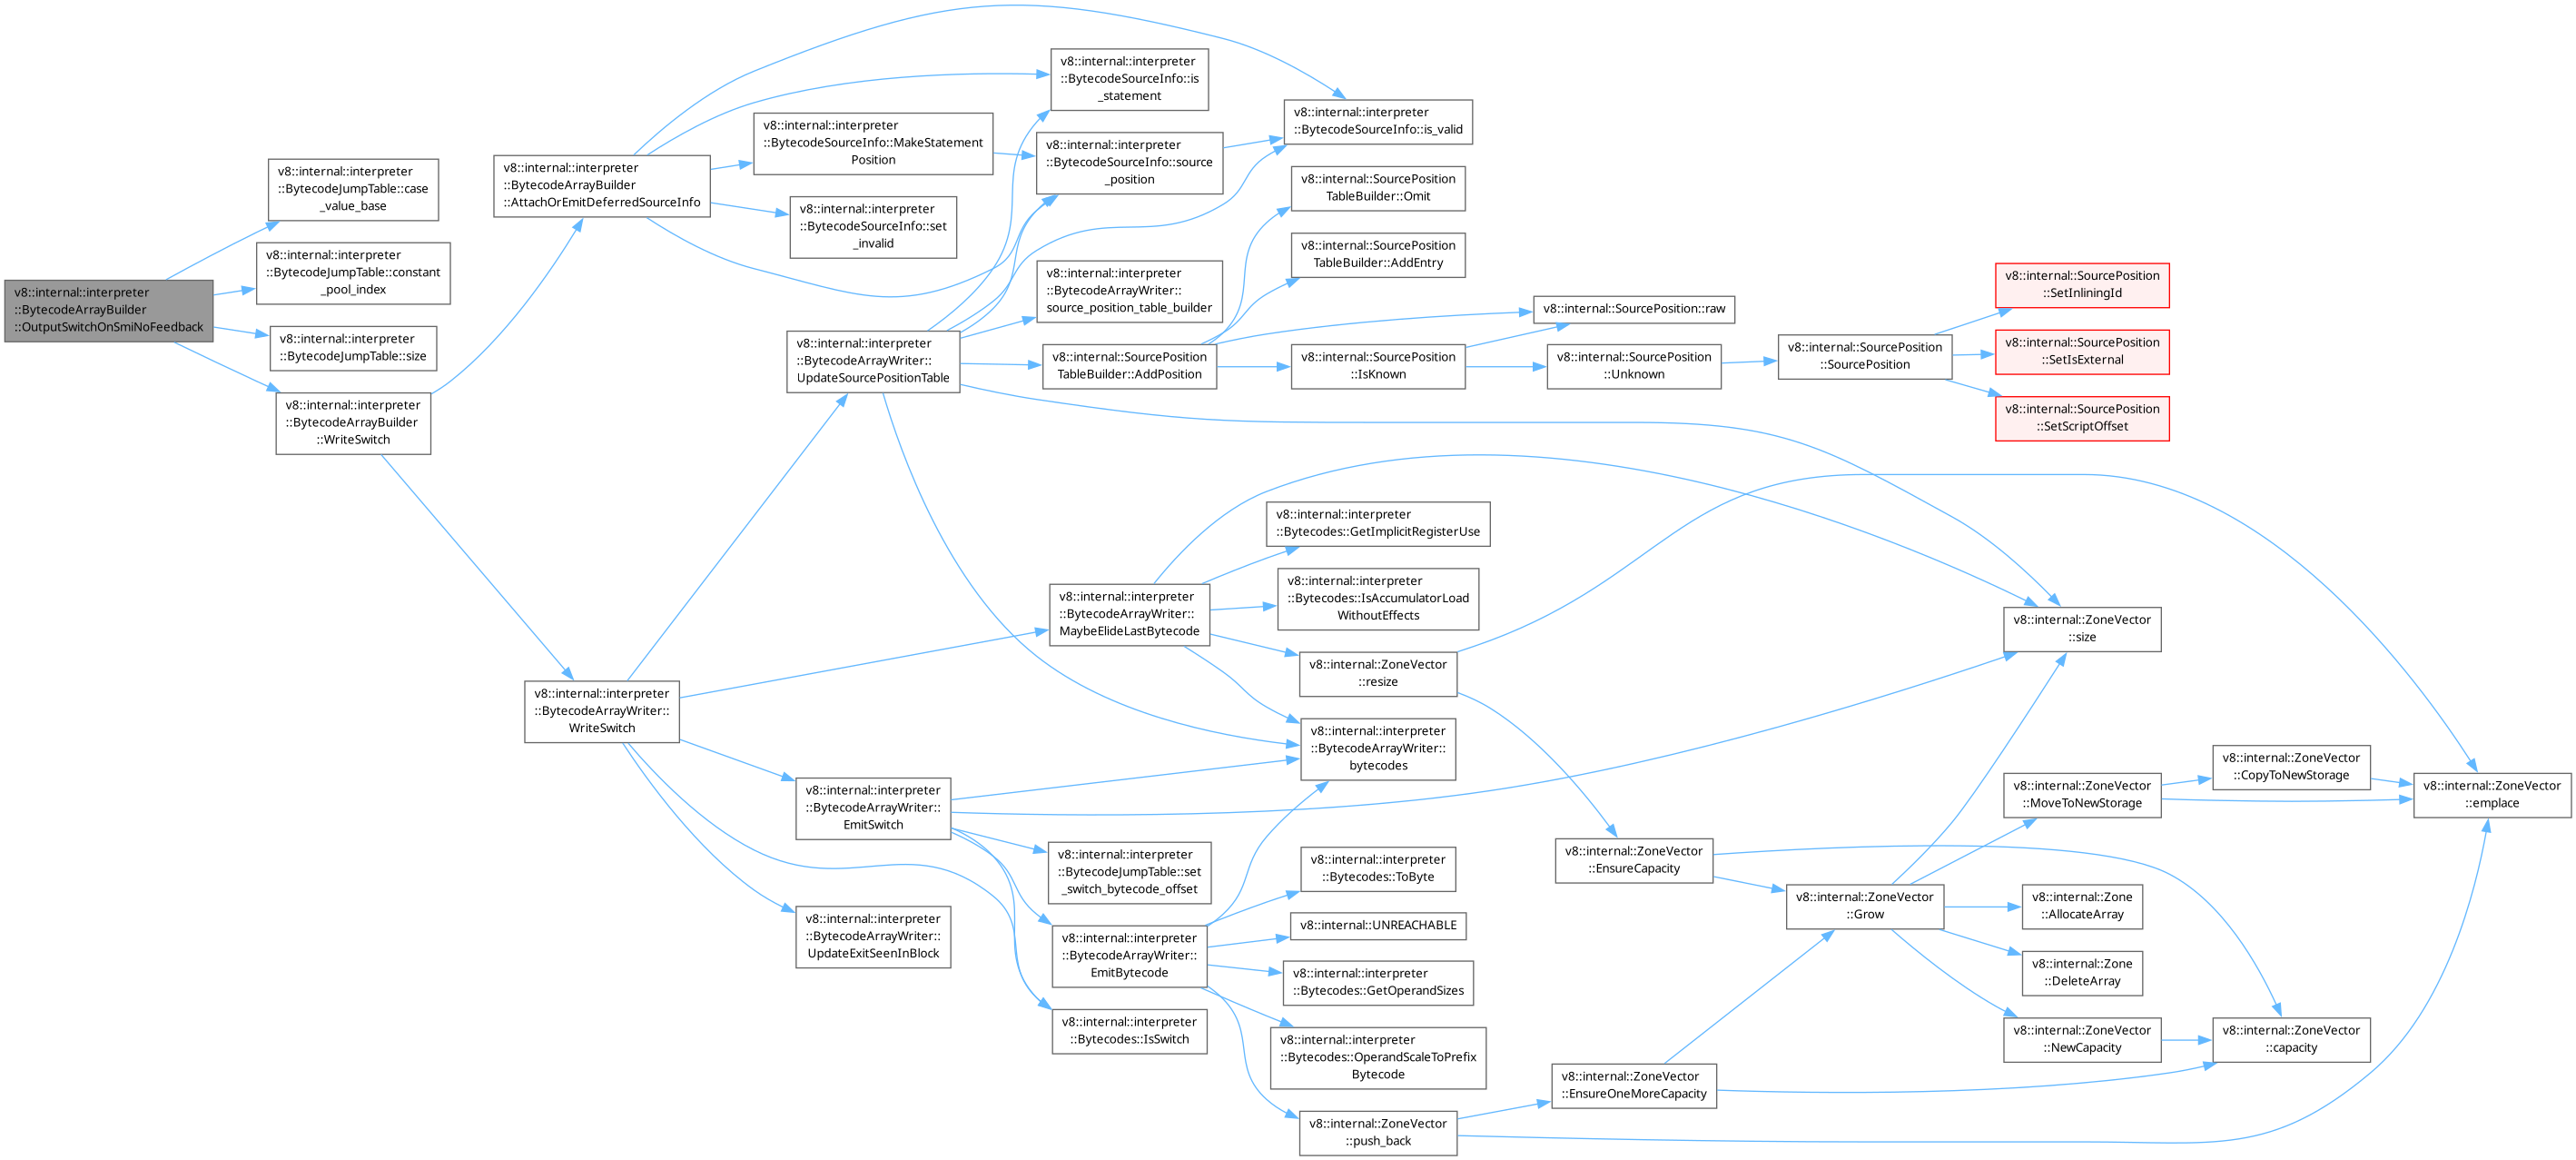 v8::internal::interpreter
::BytecodeArrayBuilder
::OutputSwitchOnSmiNoFeedback
v8::internal::interpreter
::BytecodeJumpTable::case
_value_base
v8::internal::interpreter
::BytecodeJumpTable::constant
_pool_index
v8::internal::interpreter
::BytecodeJumpTable::size
v8::internal::interpreter
::BytecodeArrayBuilder
::WriteSwitch
v8::internal::interpreter
::BytecodeArrayBuilder
::AttachOrEmitDeferredSourceInfo
v8::internal::interpreter
::BytecodeArrayWriter::
WriteSwitch
v8::internal::interpreter
::BytecodeSourceInfo::MakeStatement
Position
v8::internal::interpreter
::BytecodeSourceInfo::set
_invalid
v8::internal::interpreter
::BytecodeArrayWriter::
UpdateSourcePositionTable
v8::internal::interpreter
::BytecodeArrayWriter::
EmitSwitch
v8::internal::interpreter
::BytecodeArrayWriter::
UpdateExitSeenInBlock
v8::internal::interpreter
::BytecodeSourceInfo::is
_statement
v8::internal::interpreter
::BytecodeSourceInfo::source
_position
v8::internal::interpreter
::BytecodeArrayWriter::
source_position_table_builder
v8::internal::SourcePosition
TableBuilder::AddPosition
v8::internal::interpreter
::BytecodeArrayWriter::
MaybeElideLastBytecode
v8::internal::interpreter
::BytecodeJumpTable::set
_switch_bytecode_offset
v8::internal::interpreter
::BytecodeArrayWriter::
EmitBytecode
v8::internal::interpreter
::Bytecodes::IsSwitch
v8::internal::interpreter
::BytecodeSourceInfo::is_valid
v8::internal::SourcePosition
TableBuilder::Omit
v8::internal::SourcePosition
TableBuilder::AddEntry
v8::internal::SourcePosition
::IsKnown
v8::internal::interpreter
::Bytecodes::GetImplicitRegisterUse
v8::internal::interpreter
::Bytecodes::IsAccumulatorLoad
WithoutEffects
v8::internal::ZoneVector
::resize
v8::internal::interpreter
::BytecodeArrayWriter::
bytecodes
v8::internal::interpreter
::Bytecodes::ToByte
v8::internal::UNREACHABLE
v8::internal::interpreter
::Bytecodes::GetOperandSizes
v8::internal::interpreter
::Bytecodes::OperandScaleToPrefix
Bytecode
v8::internal::ZoneVector
::push_back
v8::internal::SourcePosition::raw
v8::internal::SourcePosition
::Unknown
v8::internal::ZoneVector
::EnsureCapacity
v8::internal::ZoneVector
::EnsureOneMoreCapacity
v8::internal::SourcePosition
::SourcePosition
v8::internal::ZoneVector
::Grow
v8::internal::SourcePosition
::SetInliningId
v8::internal::SourcePosition
::SetIsExternal
v8::internal::SourcePosition
::SetScriptOffset
v8::internal::ZoneVector
::size
v8::internal::ZoneVector
::MoveToNewStorage
v8::internal::Zone
::AllocateArray
v8::internal::Zone
::DeleteArray
v8::internal::ZoneVector
::NewCapacity
v8::internal::ZoneVector
::CopyToNewStorage
v8::internal::ZoneVector
::capacity
v8::internal::ZoneVector
::emplace